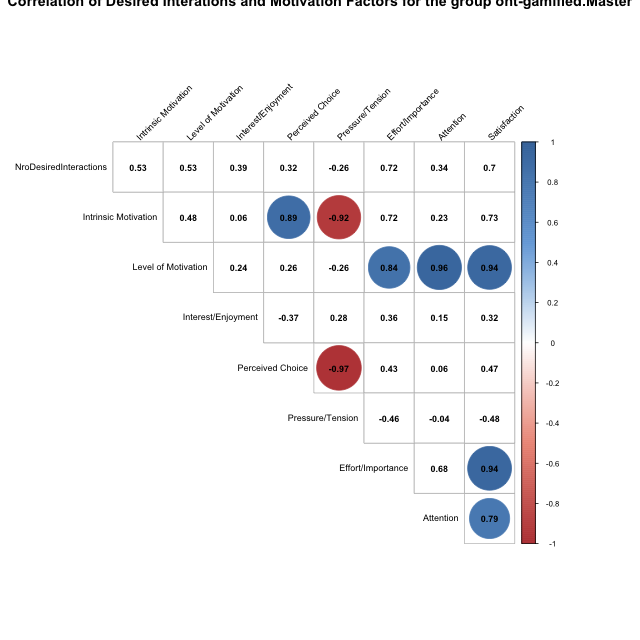 Correlation of Desired Interations and Motivation Factors for the group ont-gamified.Master
Intrinsic Motivation
Level of Motivation
Interest/Enjoyment
Perceived Choice
Pressure/Tension
Effort/Importance
Attention
Satisfaction
NroDesiredInteractions 0.53 0.53 0.39 0.32 -0.26 0.72 0.34 0.7
Intrinsic Motivation 0.48 0.06 0.89 -0.92 0.72 0.23 0.73
Level of Motivation 0.24 0.26 -0.26 0.84 0.96 0.94
Interest/Enjoyment -0.37 0.28 0.36 0.15 0.32
Perceived Choice -0.97 0.43 0.06 0.47
Pressure/Tension -0.46 -0.04 -0.48
Effort/Importance 0.68 0.94
Attention 0.79
1
0.8
0.6
0.4
0.2
0
-0.2
-0.4
-0.6
-0.8
-1